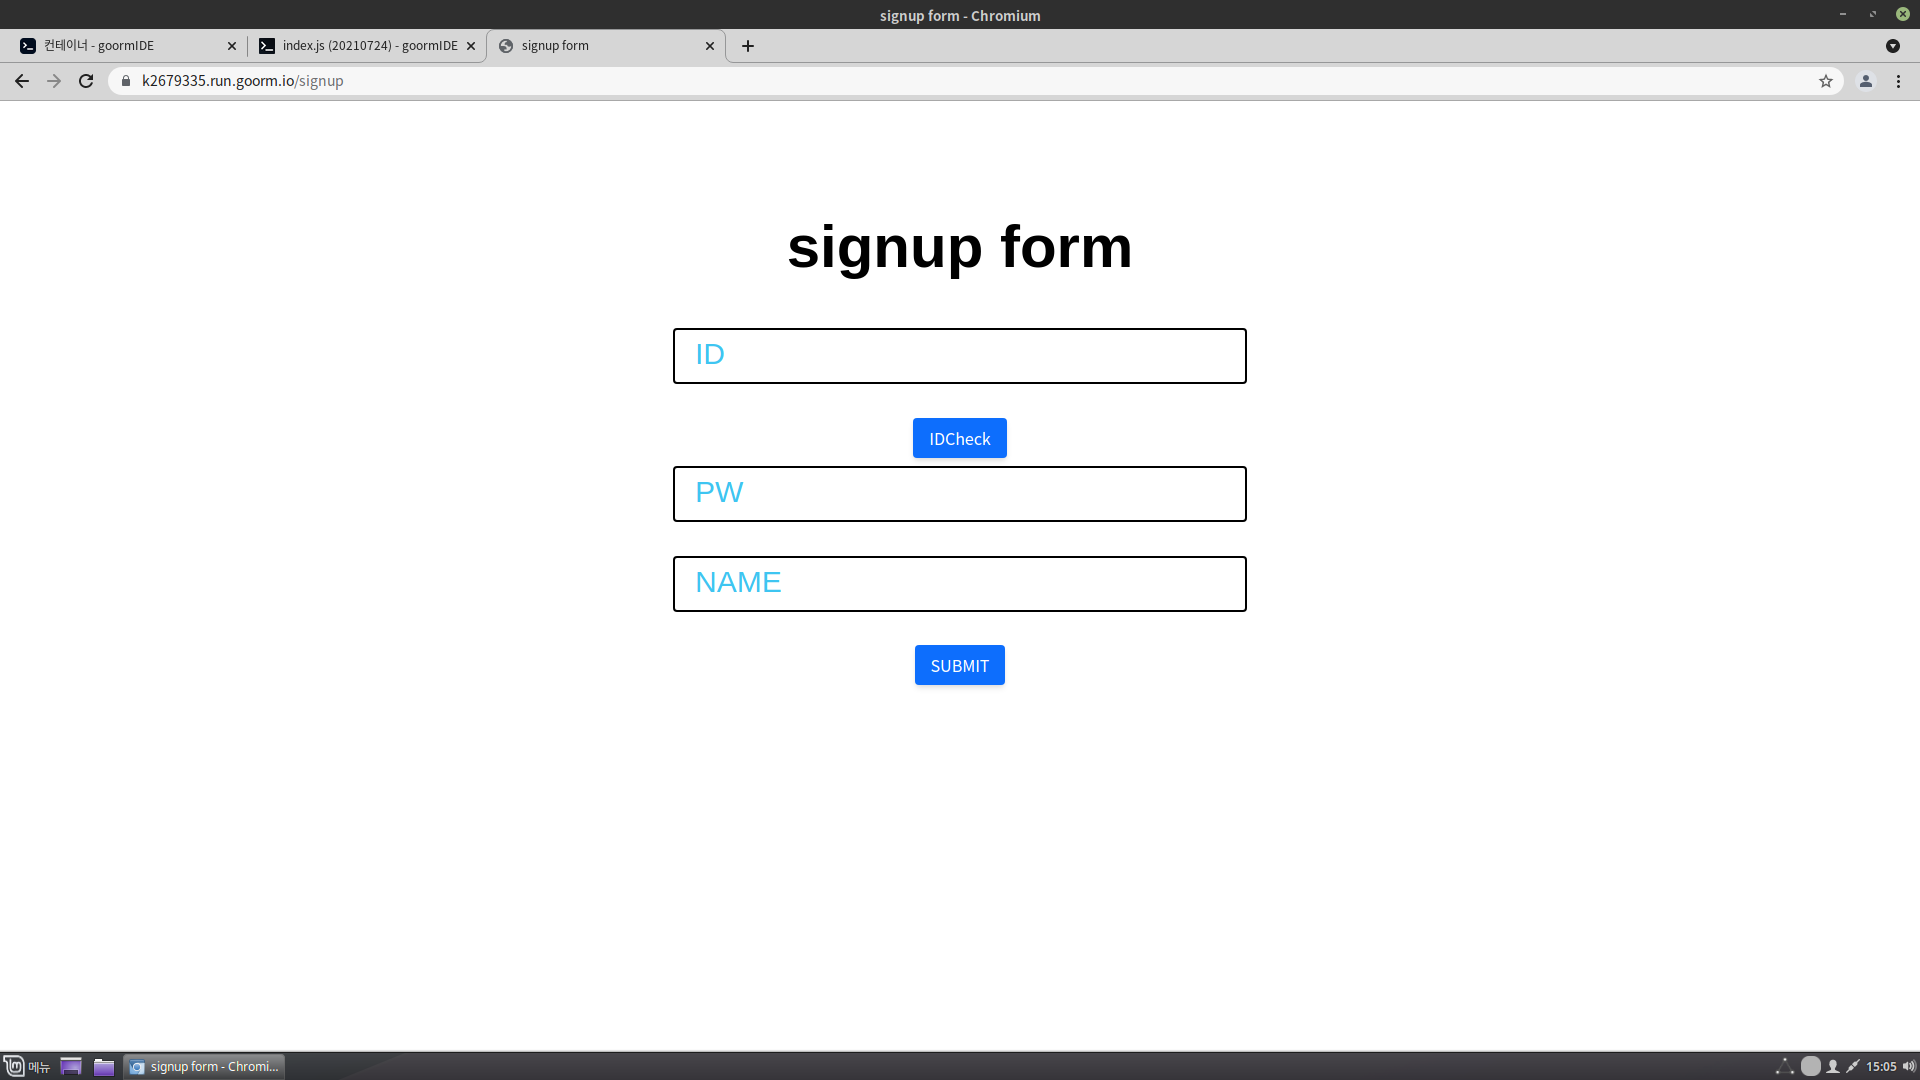 signup form - Chromium
컨테이너 - goormIDE
index.js (20210724) - goormIDE
signup form
k2679335.run.goorm.io/signup
signup form
ID
IDCheck
PW
NAME
SUBMIT
메뉴
signup form - Chromi...
15:05